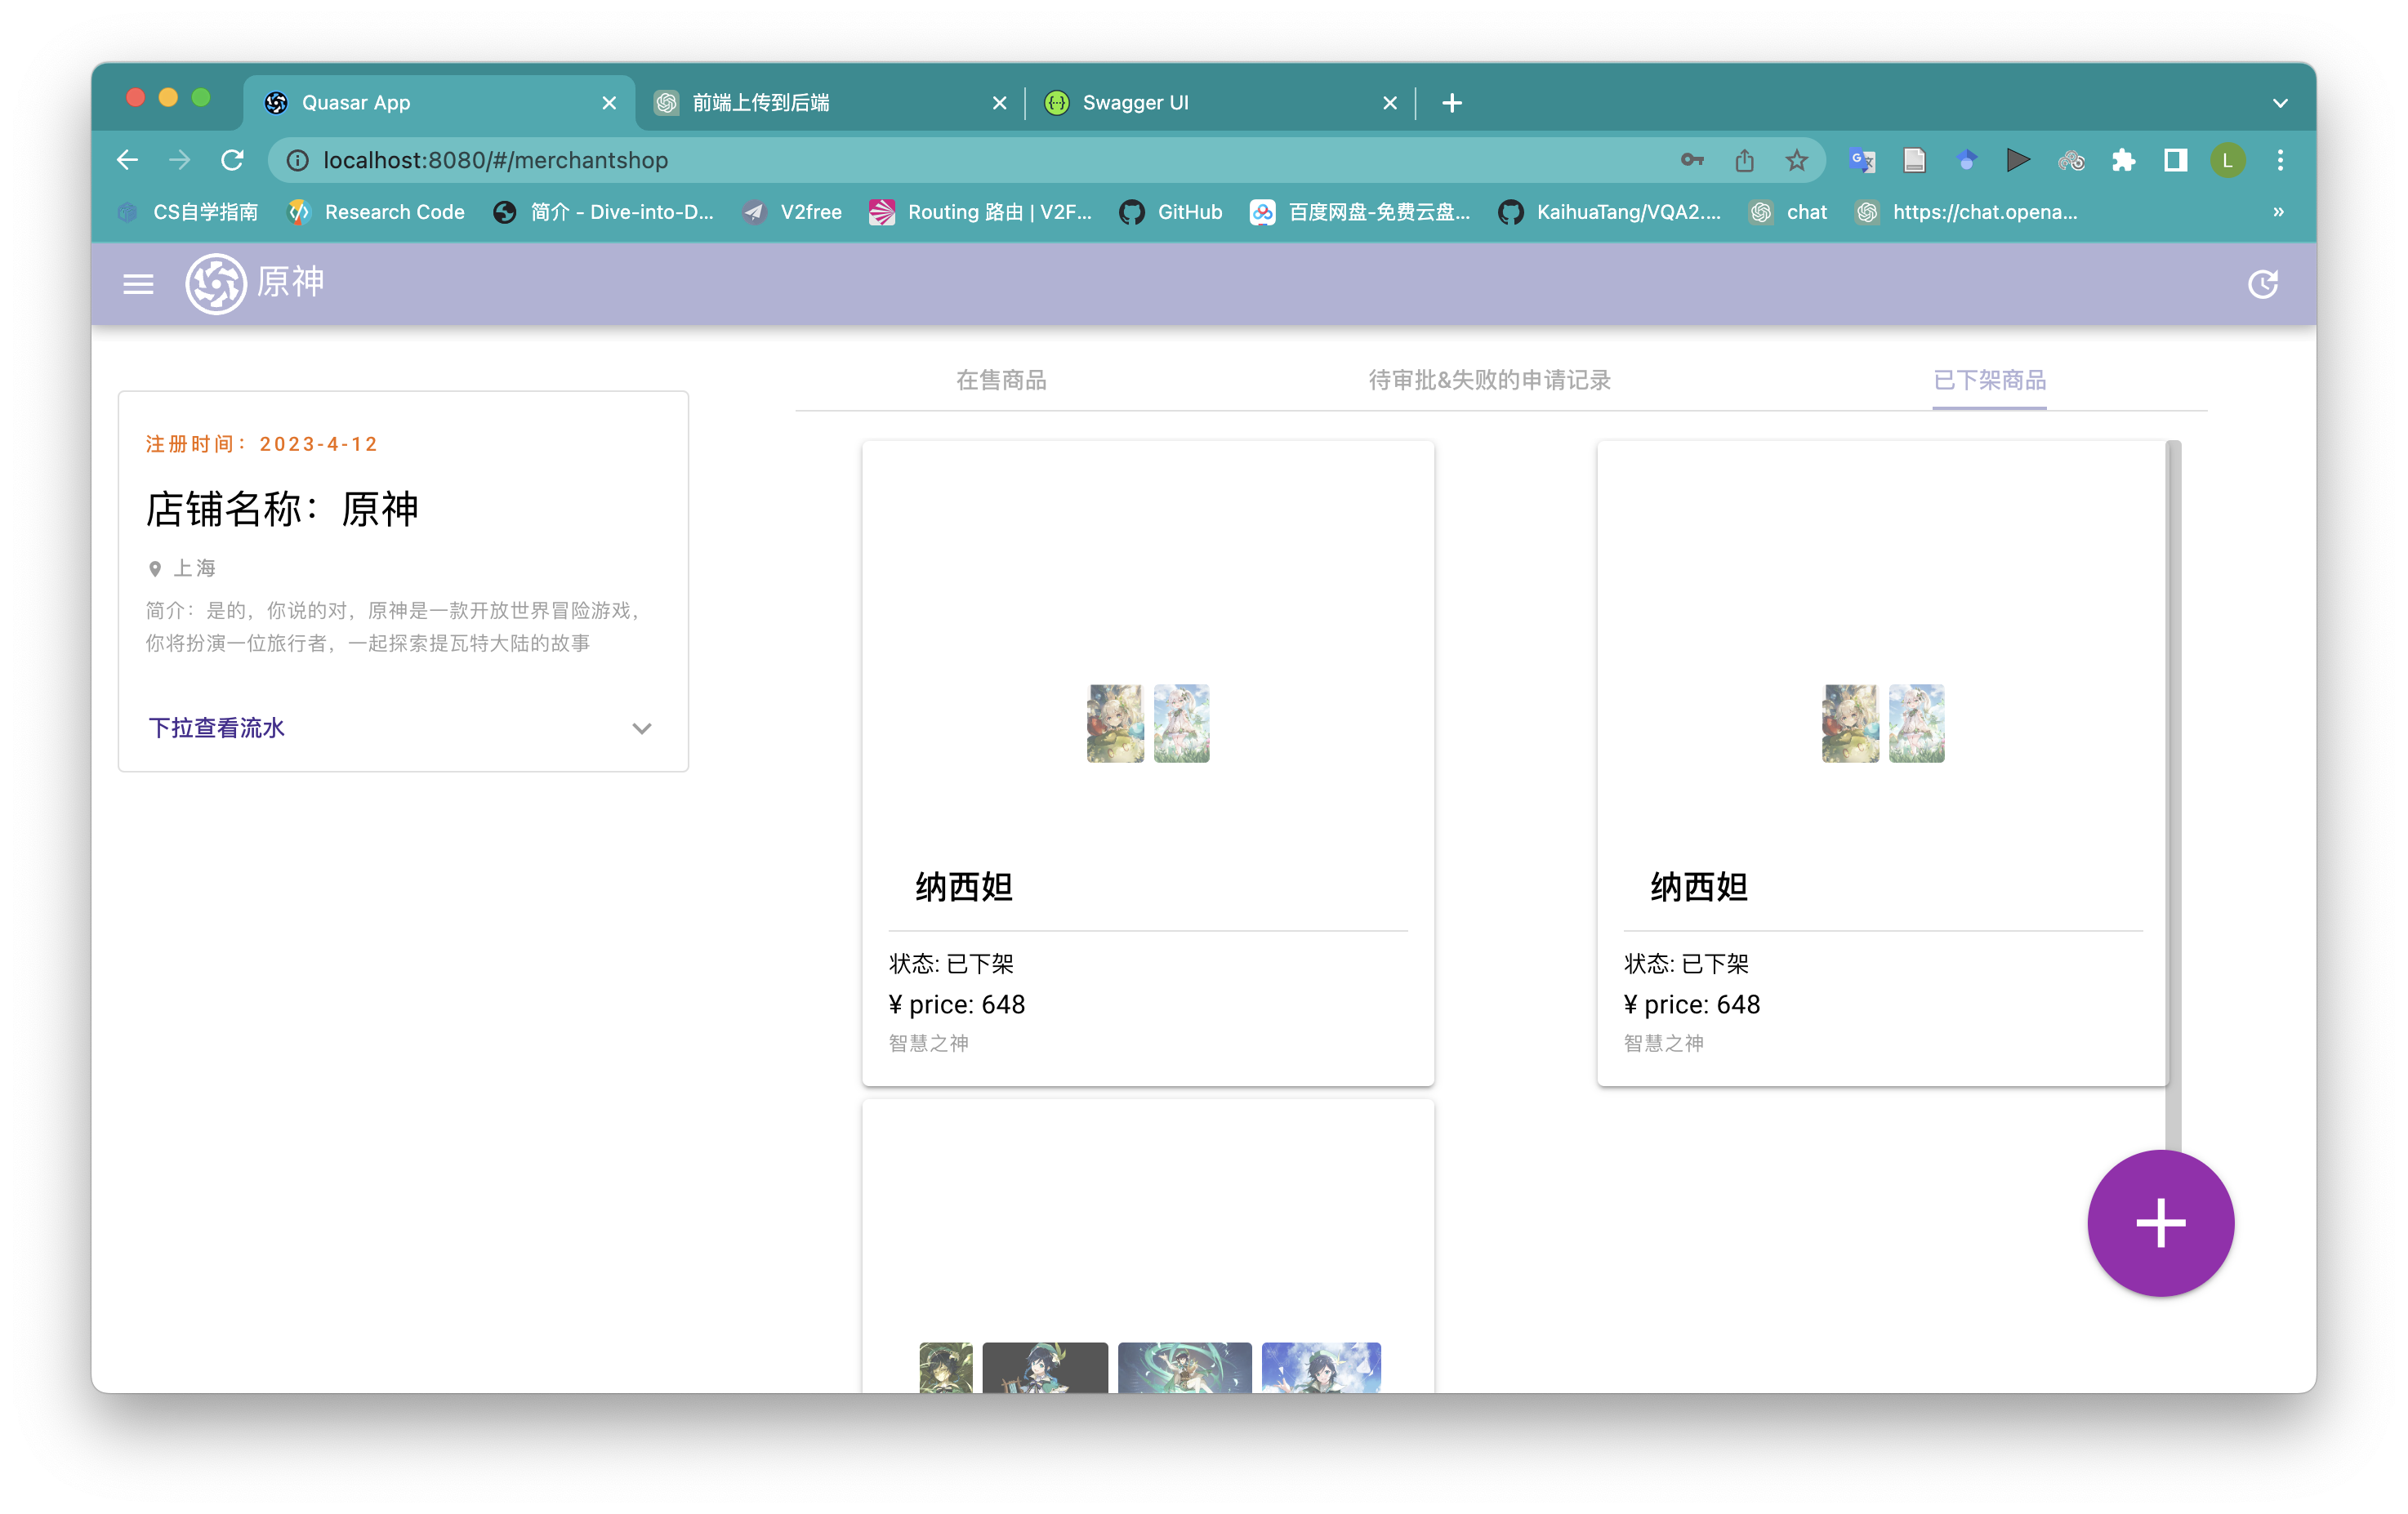 Quasar App
前端上传到后端
Swagger UI
localhost:8080/#/merchantshop
L
CS自学指南
Research Code
简介 - Dive-into-D...
V2free
Routing 路由 | V2F...
GitHub
百度网盘-免费云盘...
KaihuaTang/VQA2....
chat
https://chat.opena...
»
原神
注册时间：2023-4-12
店铺名称：原神
上海
简介：是的，你说的对，原神是一款开放世界冒险游戏，
你将扮演一位旅行者，一起探索提瓦特大陆的故事
下拉查看流水
在售商品
待审批&失败的申请记录
已下架商品
纳西妲
状态: 已下架
¥ price: 648
智慧之神
纳西妲
状态: 已下架
¥ price: 648
智慧之神